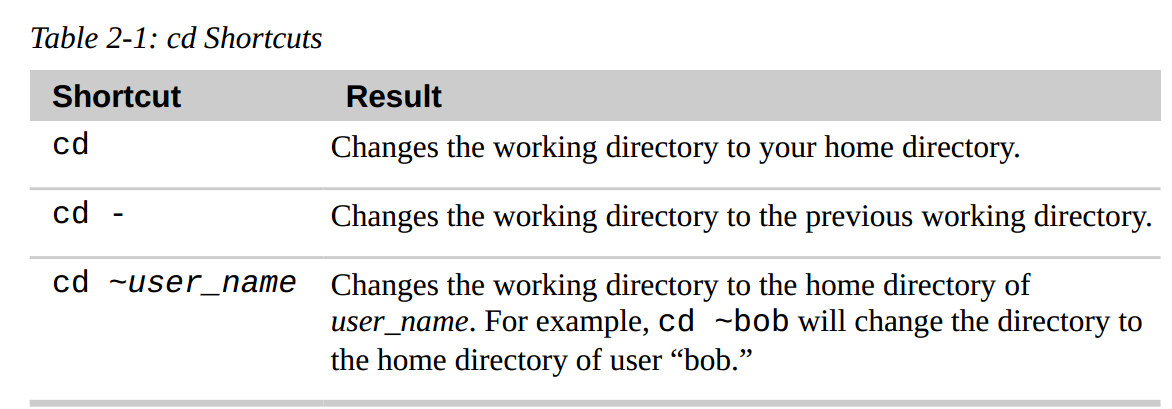 Table 2-1: cd Shortcuts
Shortcut Result
cd Changes the working directory to your home directory.
cd - Changes the working directory to the previous working directory.
cd ~user_name Changes the working directory to the home directory of
user_name. For example, cd ~bob will change the directory to
the home directory of user “bob.”